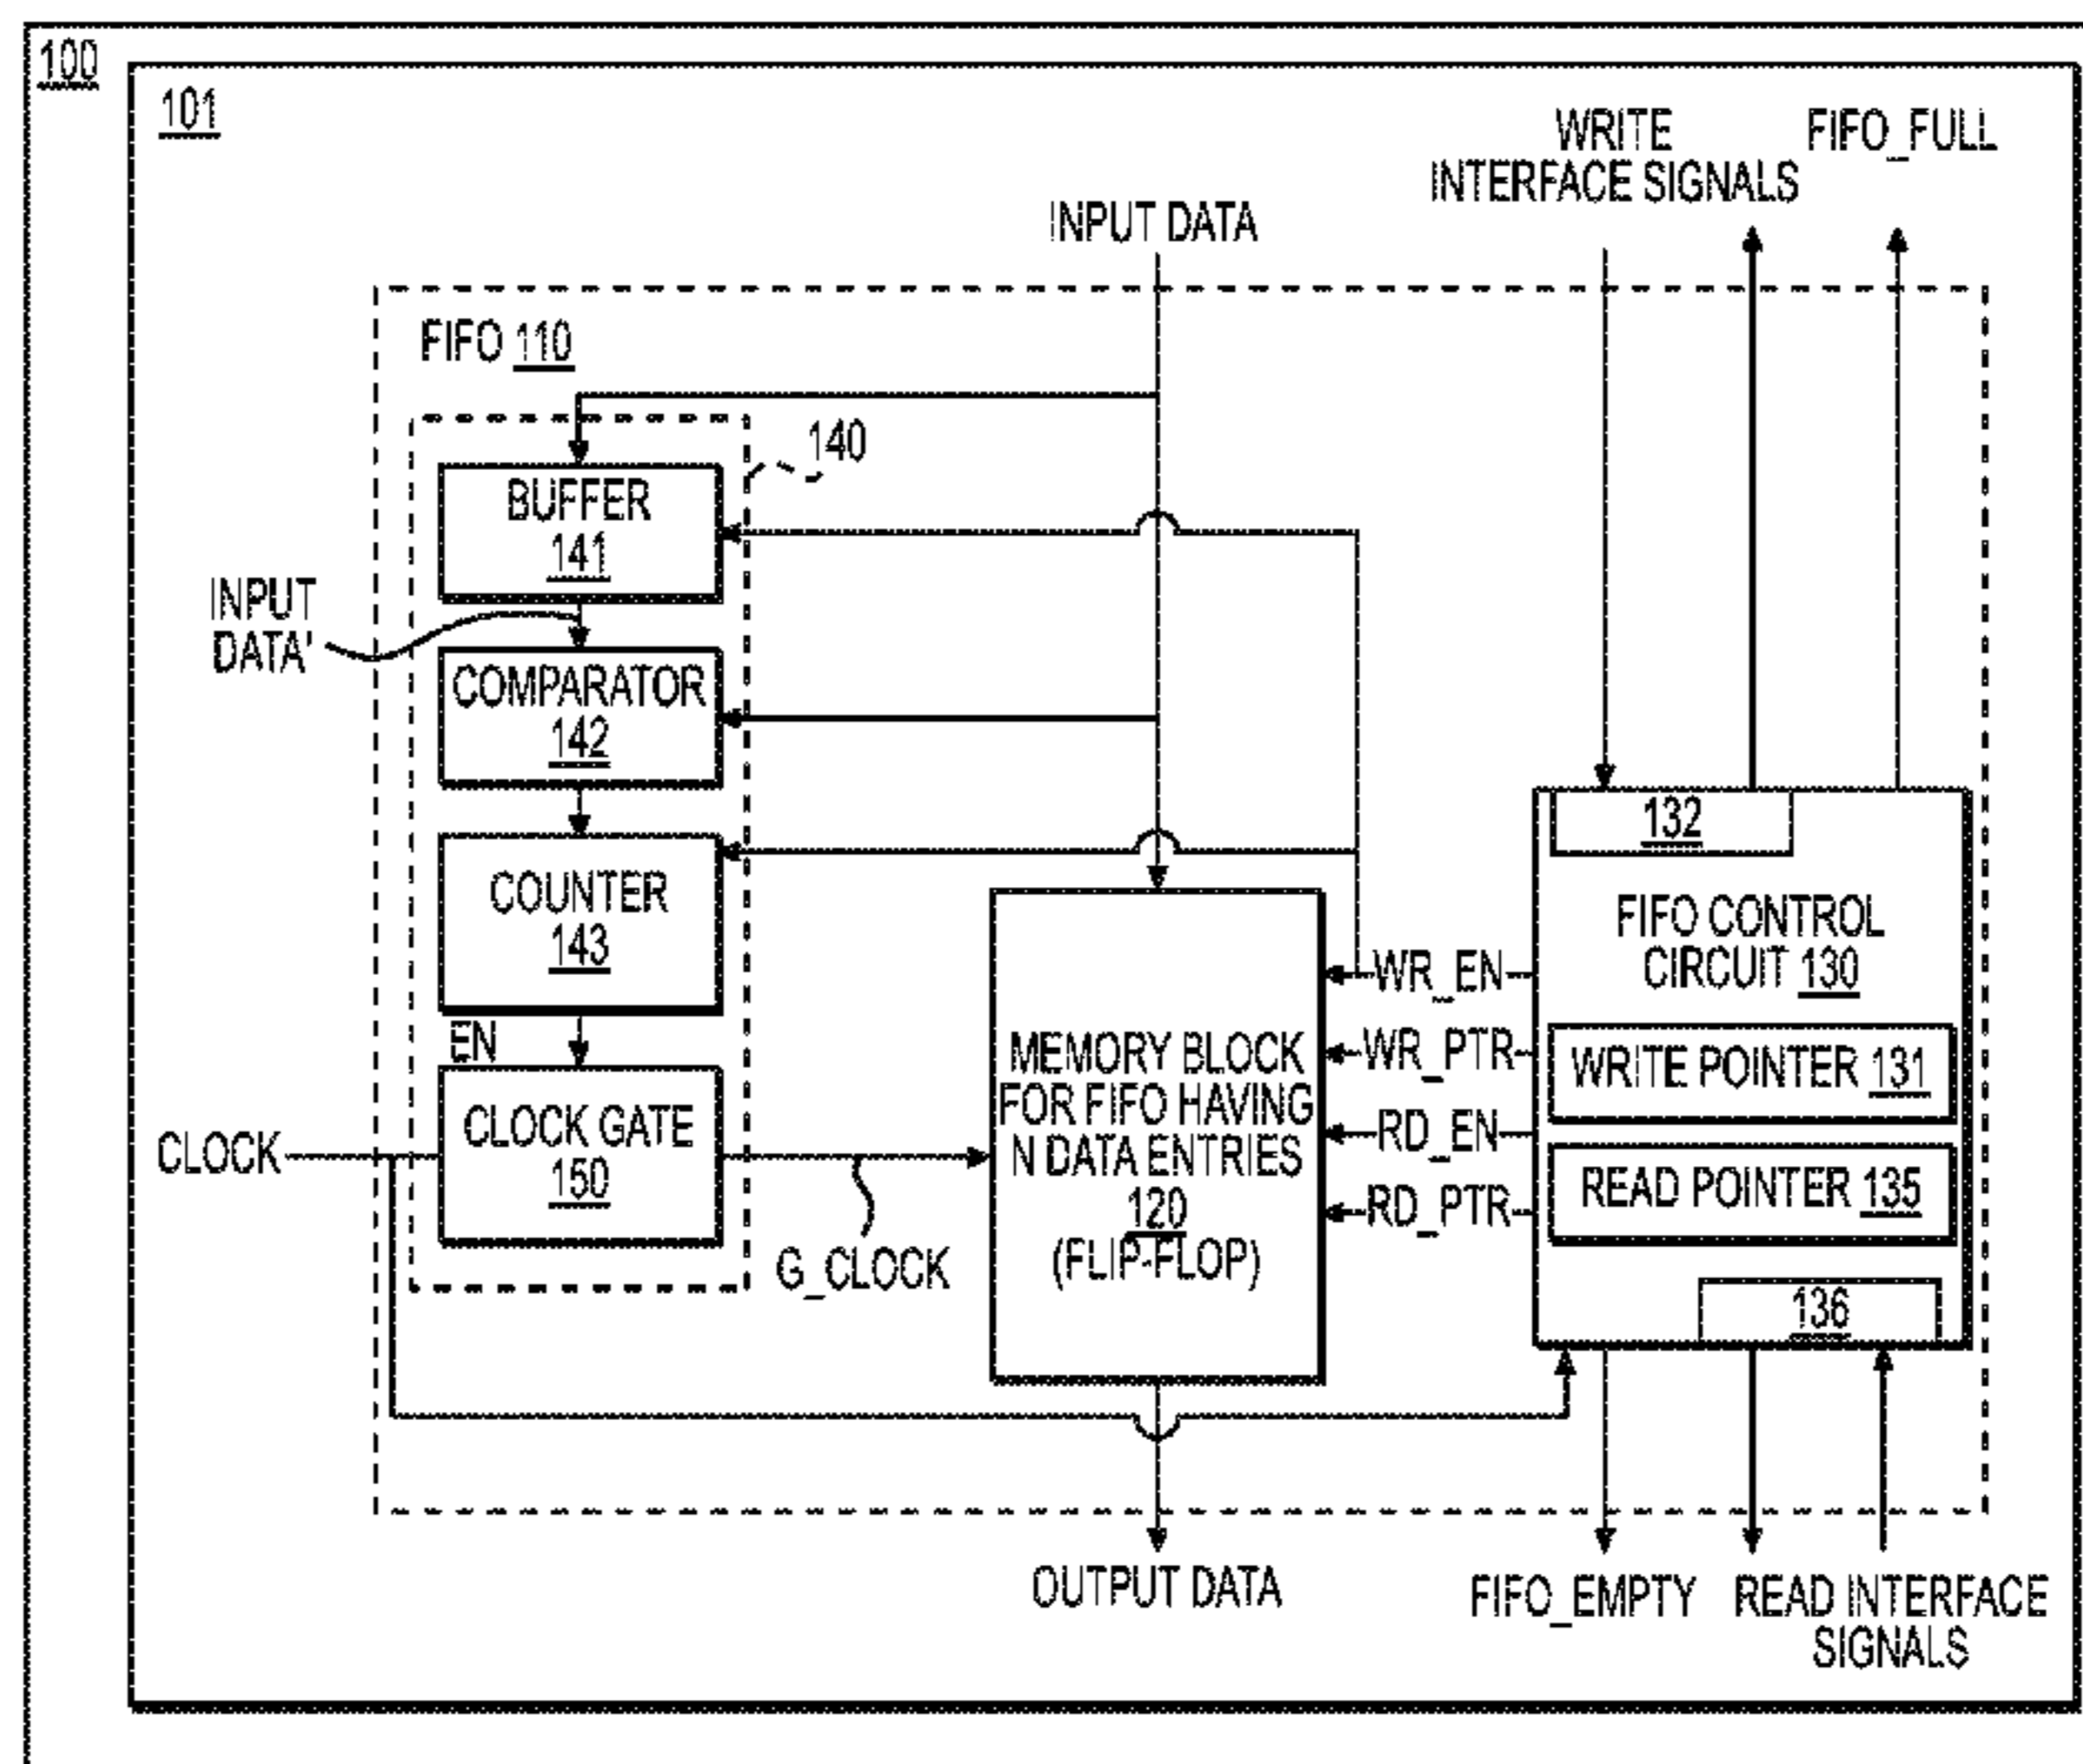 100
101
WRITE
INTERFACE SIGNALS
FIFO_FULL
INPUT DATA
FIFO 110
140
BUFFER
141
INPUT
DATA'
COMPARATOR
142
132
COUNTER
143
FIFO CONTROL
CIRCUIT 130
WR_EN
WR_PTR
RD_EN
RD_PTR
WRITE POINTER 131
READ POINTER 135
136
EN
CLOCK
CLOCK GATE
150
G_CLOCK
MEMORY BLOCK
FOR FIFO HAVING
N DATA ENTRIES
120
(FLIP-FLOP)
OUTPUT DATA
FIFO_EMPTY
READ INTERFACE
SIGNALS